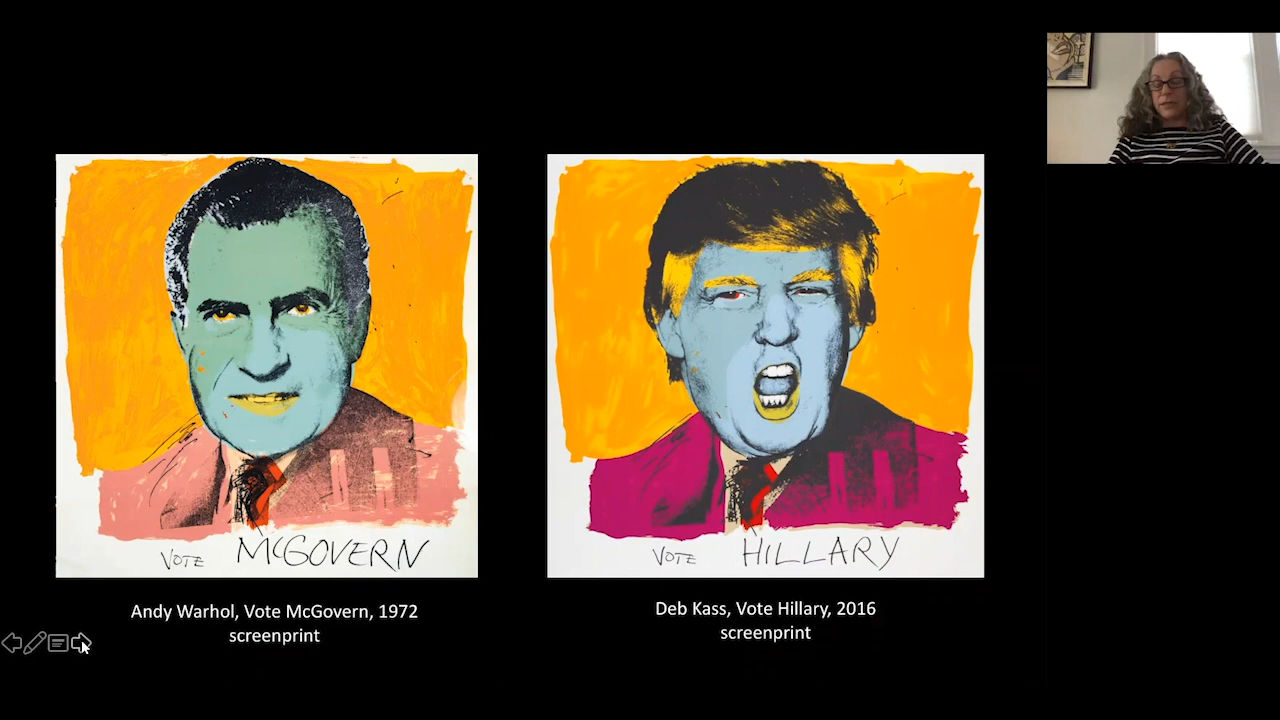 VOTE McGOVERN
VOTE HILLARY
Andy Warhol, Vote McGovern, 1972
screenprint
Deb Kass, Vote Hillary, 2016
screenprint